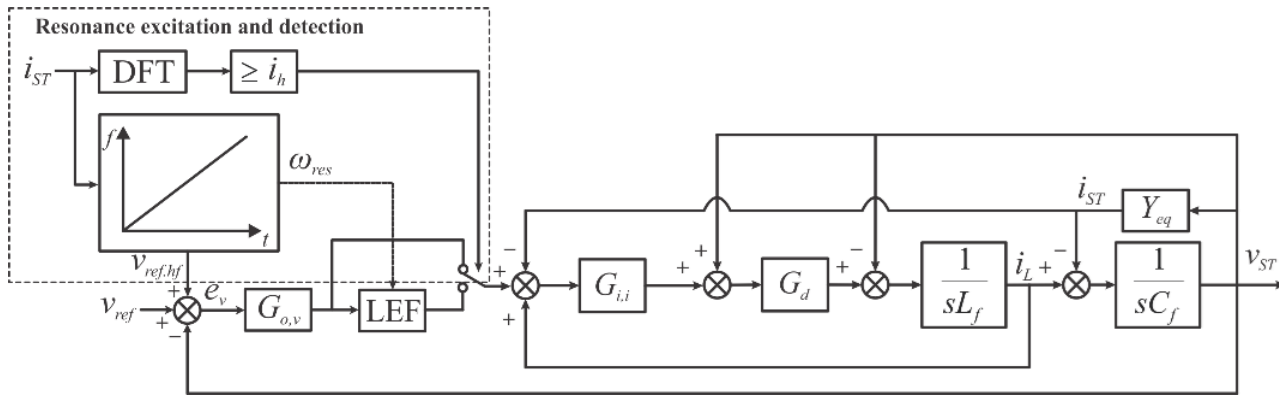 Resonance excitation and detection
i_ST
DFT
≥ i_h
f
t
ω_res
v_ref.hf
+
v_ref
+
−
e_v
G_o,v
LEF
+
−
+
G_i,i
+
+
G_d
+
−
1
sL_f
i_L
+
−
1
sC_f
i_ST
Y_eq
v_ST